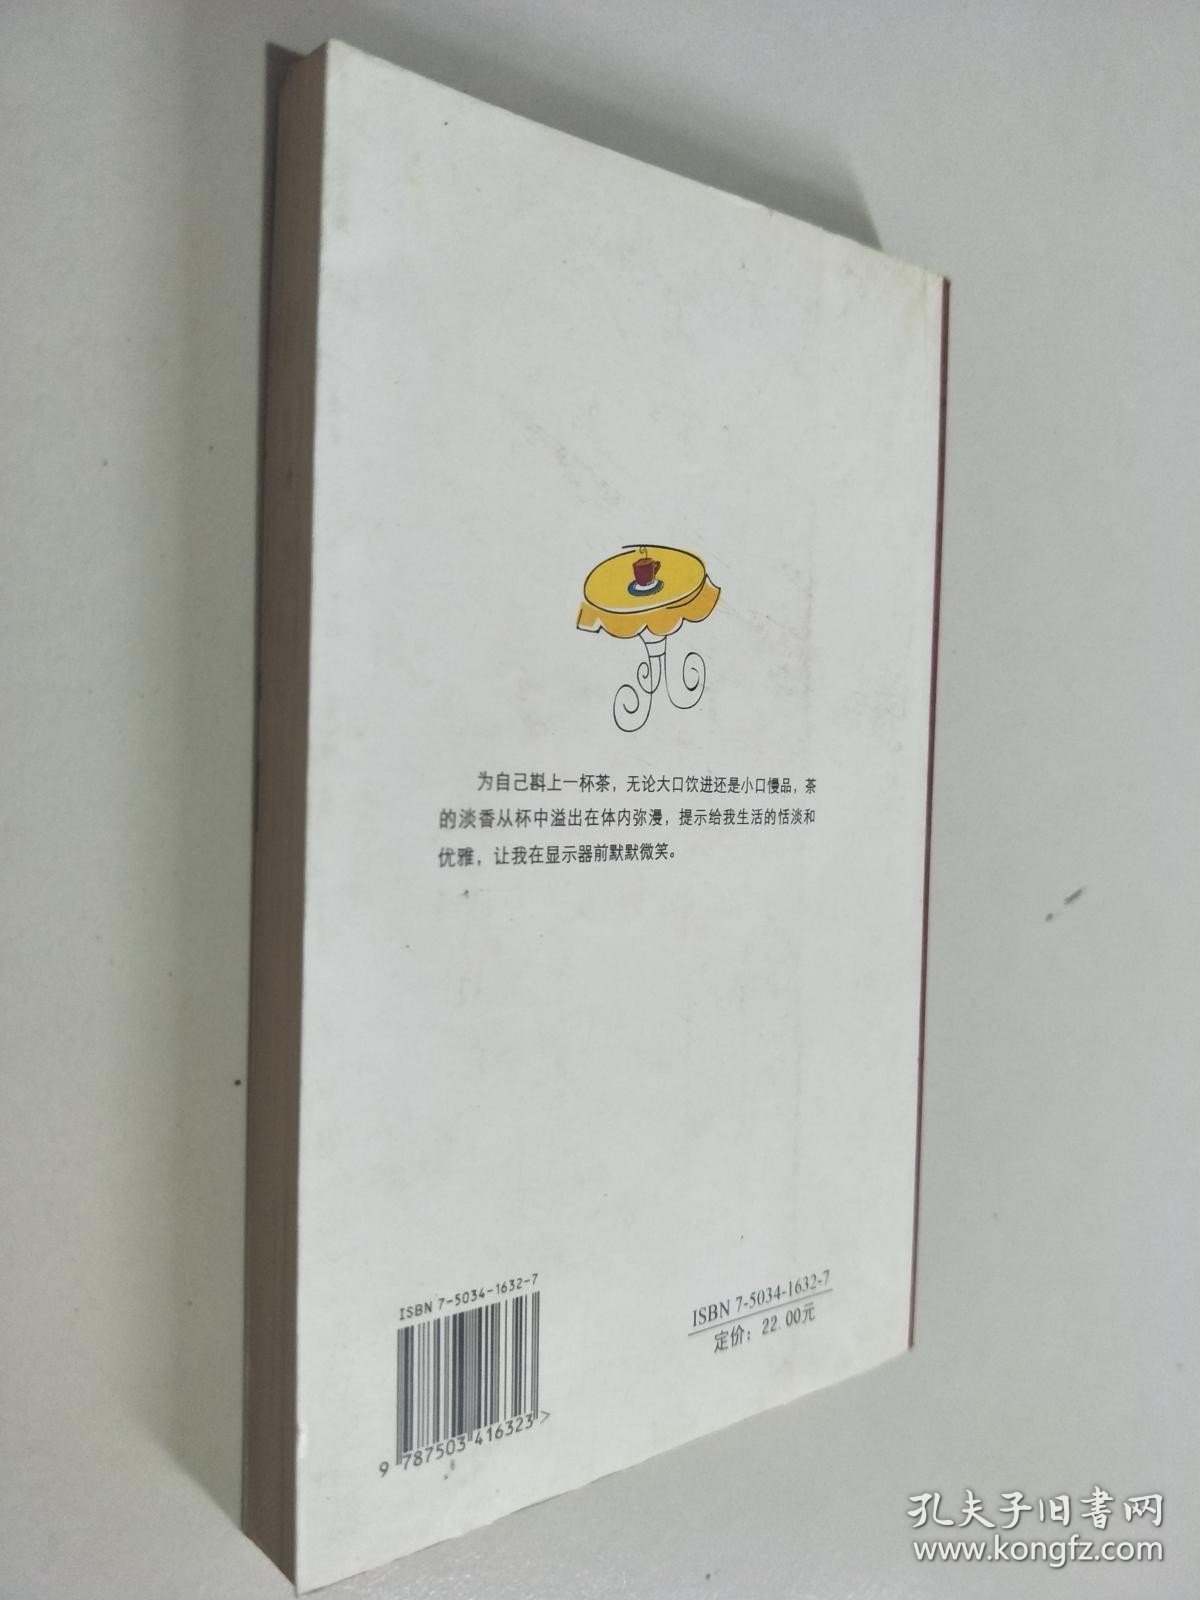 为自己斟上一杯茶，无论大口饮进还是小口慢品，茶
的淡香从杯中溢出在体内弥漫，提示给我生活的恬淡和
优雅，让我在显示器前默默微笑。
ISBN 7-5034-1632-7
9 787503 416323 >
ISBN 7-5034-1632-7
定价：22.00元
孔夫子旧书网
www.kongfz.com